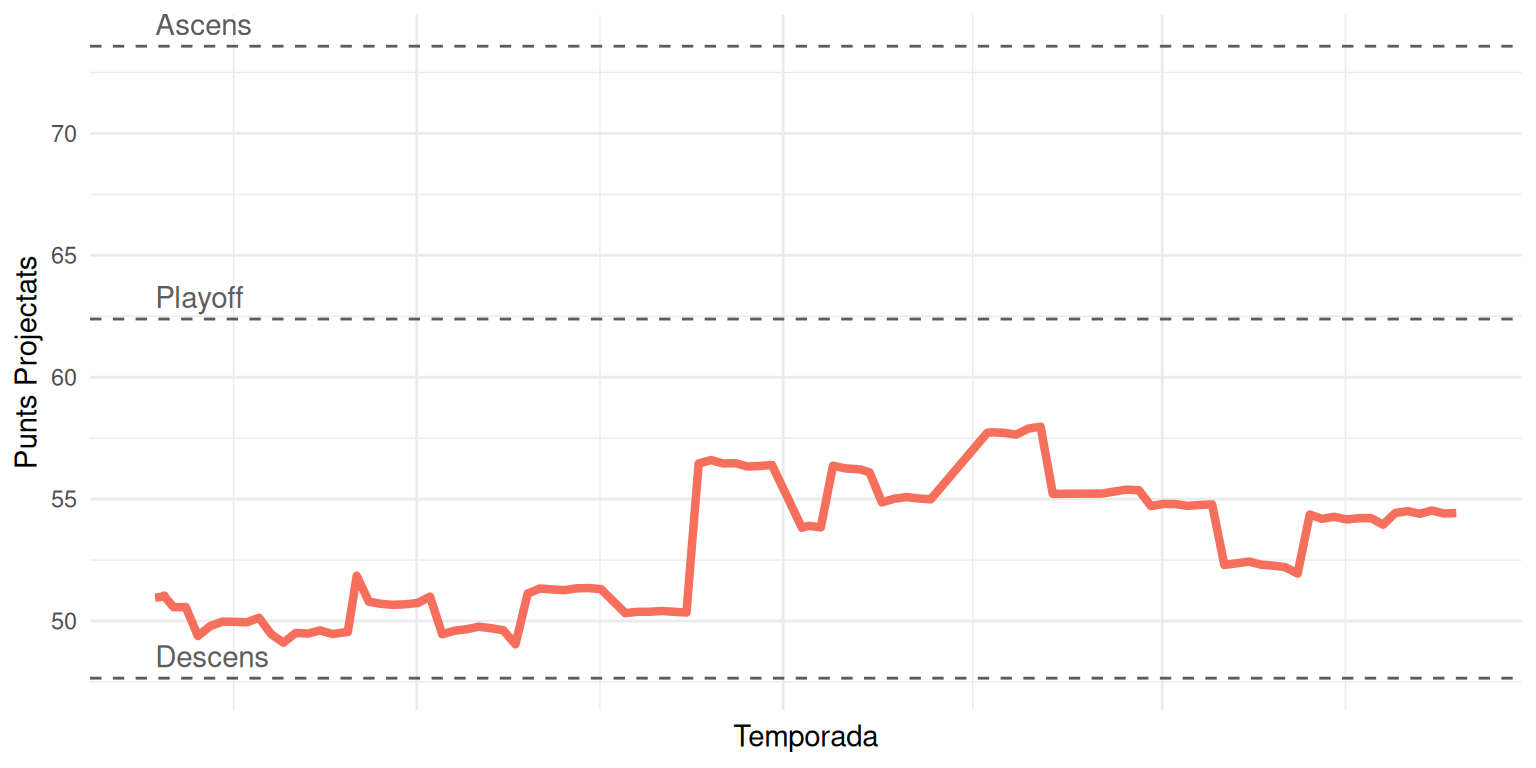 Ascens
70
65
Playoff
60
55
50
Descens
Punts Projectats
Temporada